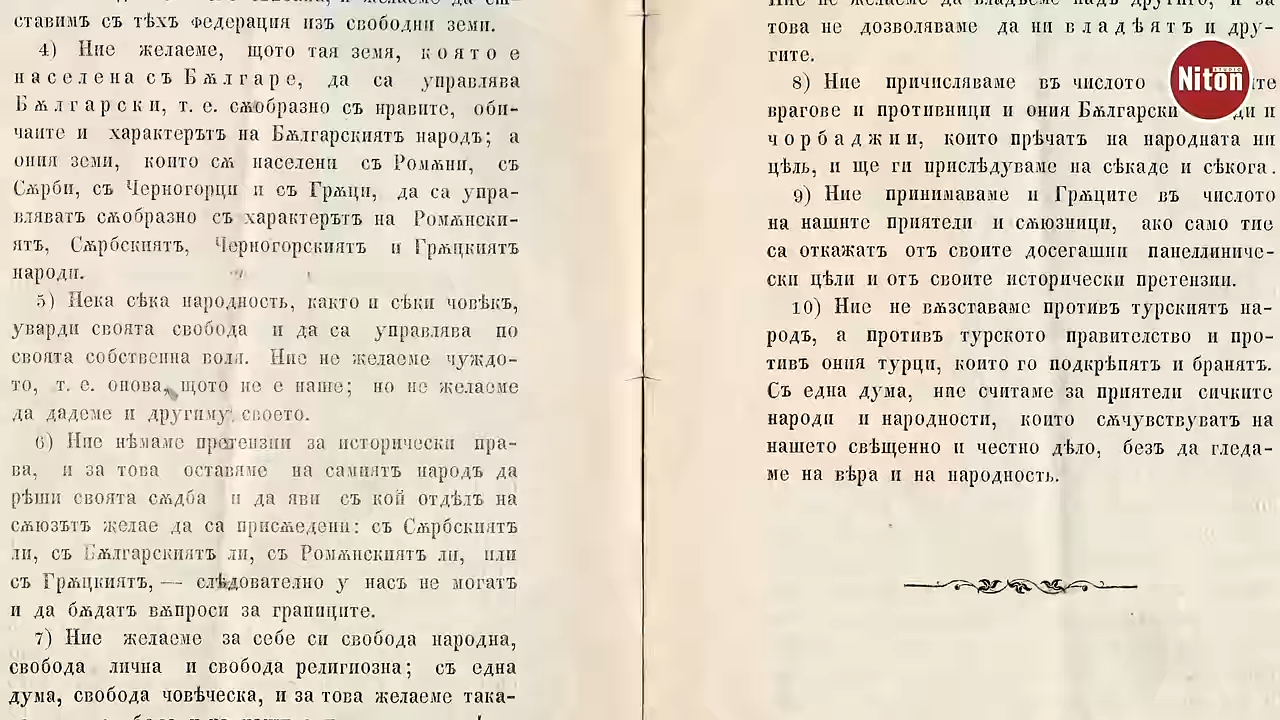 ставимъ съ тѣхъ Федерация изъ свободни земи.
4) Ние желаеме, щото тая земя, която е
населена съ Бѫлгаре, да са управлява
Бѫлгарски, т. е. сѫобразно съ нравите, оби-
чаите и характерътъ на Бѫлгарскиятъ народъ; а
ония земи, които сѫ населени съ Ромѫни, съ
Сѫрби, съ Черногорци и съ Грѫци, да са упра-
вляватъ сѫобразно съ характерътъ на Ромѫнски-
ятъ, Сѫрбскиятъ, Черногорскиятъ и Грѫцкиятъ
народи.
5) Нека сѣка народность, както и сѣки човѣкъ,
уварди своята свобода и да са управлява по
своята собственна воля. Ние не желаеме чуждо-
то, т. е. онова, щото не е наше; но не желаеме
да дадеме и другиму своето.
6) Ние нѣмаме претензии за исторически пра-
ва, и за това оставяме на самиятъ народъ да
рѣши своята сѫдба и да яви съ кой отдѣлъ на
сѫюзътъ желае да са присѫедени: съ Сѫрбскиятъ
ли, съ Бѫлгарскиятъ ли, съ Ромѫнскиятъ ли, или
съ Грѫцкиятъ, — слѣдователно у насъ не могатъ
и да бѫдатъ вѫпроси за границите.
7) Ние желаеме за себе си свобода народна,
свобода лична и свобода религиозна; съ една
дума, свобода човѣческа, и за това желаеме така-
Ние не желаеме да владѣеме надъ другиго, и за
това не дозволяваме да ни владѣятъ и дру-
гите.
8) Ние причисляваме въ числото
врагове и противници и ония Бѫлгарски
чорбаджии, които прѣчатъ на народната ни
цѣль, и ще ги прислѣдуваме на сѣкаде и сѣкога.
9) Ние принимаваме и Грѫците въ числото
на нашите приятели и сѫюзници, ако само тие
са откажатъ отъ своите досегашни панеллиниче-
ски цѣли и отъ своите исторически претензии.
10) Ние не вѫзставаме противъ турскиятъ на-
родъ, а противъ турското правителство и про-
тивъ ония турци, които го подкрѣпятъ и бранятъ.
Съ една дума, ние считаме за приятели сичките
народи и народности, които сѫчувствуватъ на
нашето свѣщенно и честно дѣло, безъ да гледа-
ме на вѣра и на народность.
STUDIO
Niton